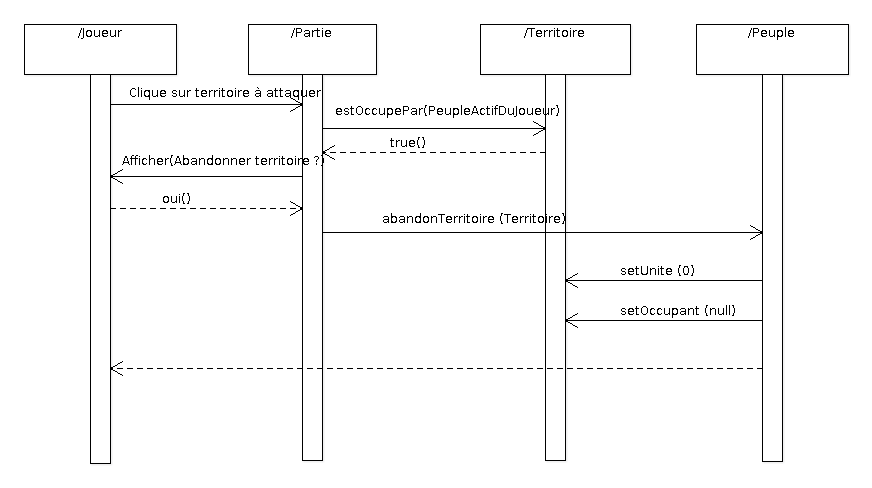 /Joueur
/Partie
/Territoire
/Peuple
Clique sur territoire à attaquer
estOccupePar(PeupleActifDuJoueur)
true()
Afficher(Abandonner territoire ?)
oui()
abandonTerritoire (Territoire)
setUnite (0)
setOccupant (null)